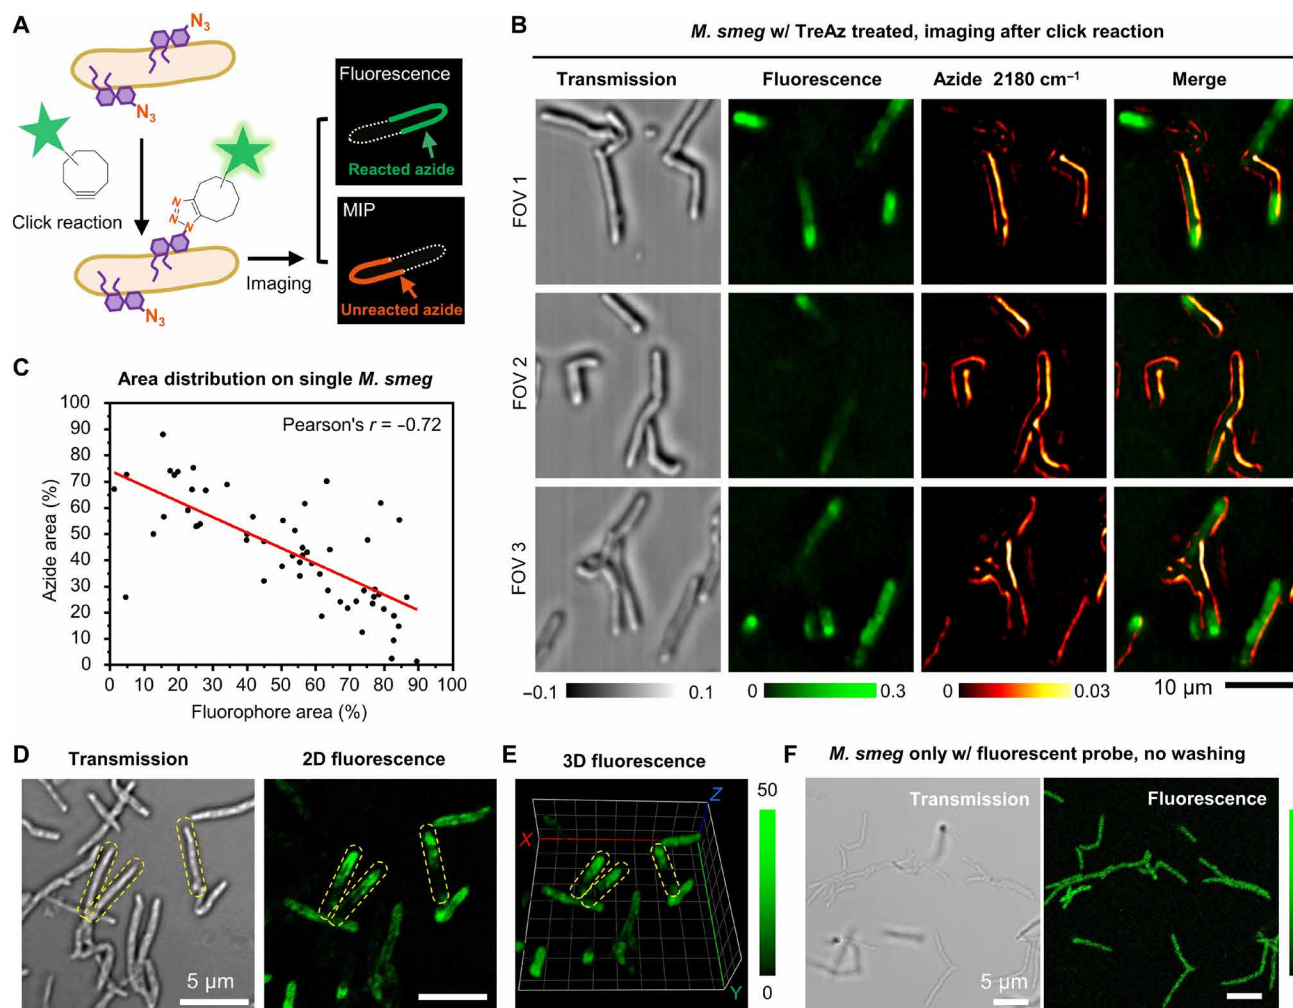 A
N3
N3
Click reaction
N
N
N
N3
Imaging
Fluorescence
Reacted azide
MIP
Unreacted azide
B
M. smeg w/ TreAz treated, imaging after click reaction
Transmission
Fluorescence
Azide 2180 cm⁻¹
Merge
FOV 1
FOV 2
FOV 3
−0.1
0.1
0
0.3
0
0.03
10 µm
C
Area distribution on single M. smeg
Pearson's r = −0.72
Azide area (%)
100
90
80
70
60
50
40
30
20
10
0
0
10
20
30
40
50
60
70
80
90
100
Fluorophore area (%)
D
Transmission
2D fluorescence
5 µm
E
3D fluorescence
X
Z
Y
50
0
F
M. smeg only w/ fluorescent probe, no washing
Transmission
Fluorescence
5 µm